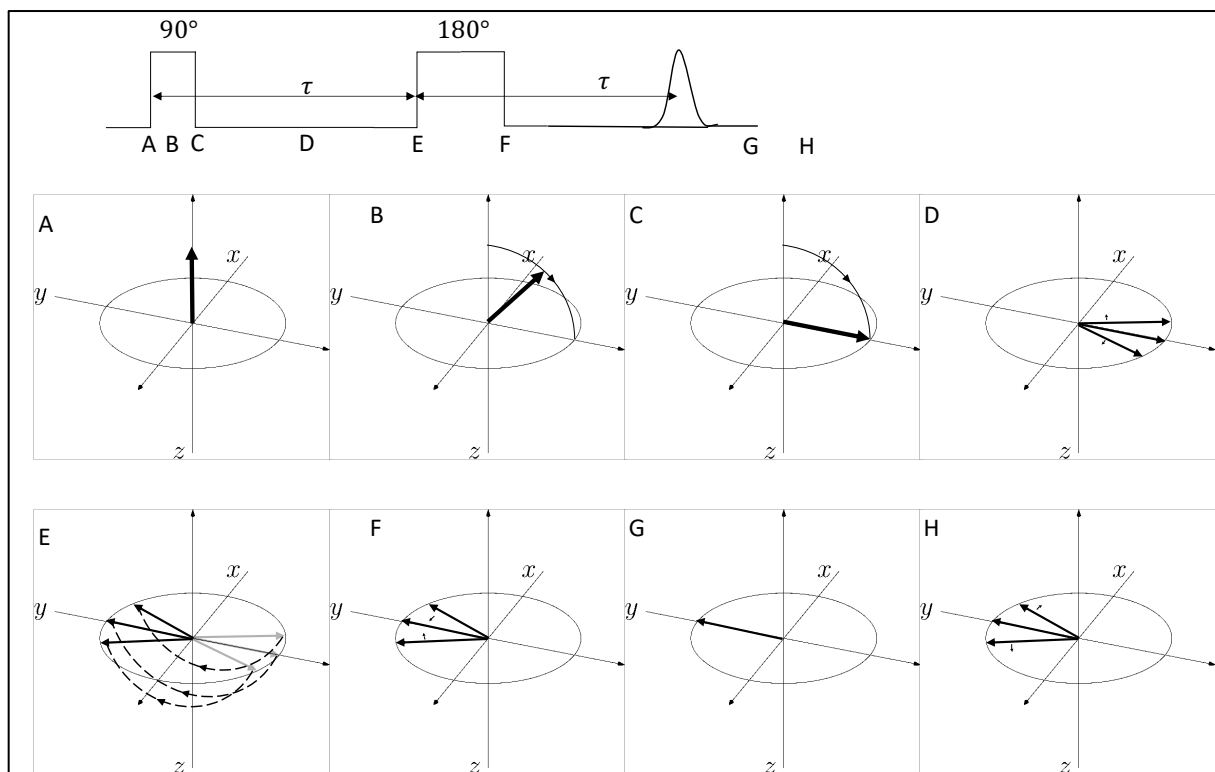 90° 180°
τ τ
A B C D E F G H
A B C D
x x x x
y y y y
z z z z
E F G H
x x x x
y y y y
z z z z